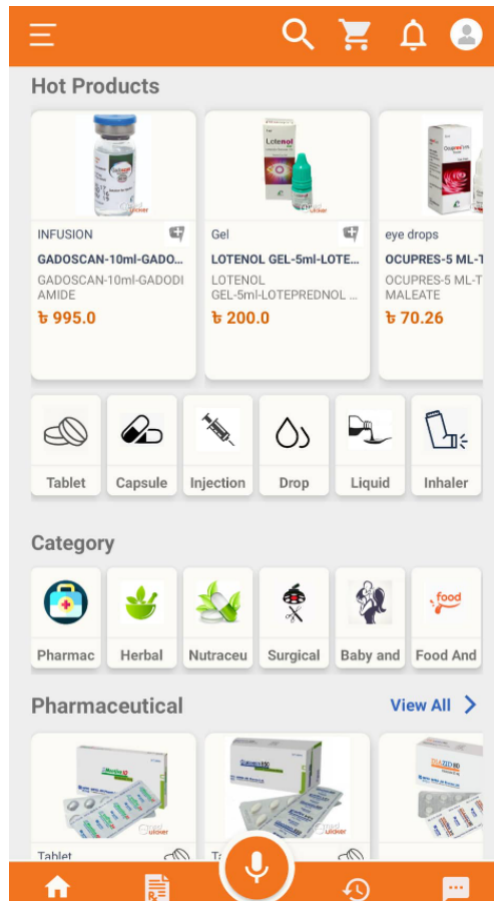 Hot Products
Lotenol
INFUSION
GADOSCAN-10ml-GADO...
GADOSCAN-10ml-GADODI
AMIDE
৳ 995.0
Gel
LOTENOL GEL-5ml-LOTE...
LOTENOL
GEL-5ml-LOTEPREDNOL ...
৳ 200.0
eye drops
OCUPRES-5 ML-T
OCUPRES-5 ML-T
MALEATE
৳ 70.26
Tablet
Capsule
Injection
Drop
Liquid
Inhaler
Category
food
Pharmac
Herbal
Nutraceu
Surgical
Baby and
Food And
Pharmaceutical
View All
Tablet
Ta